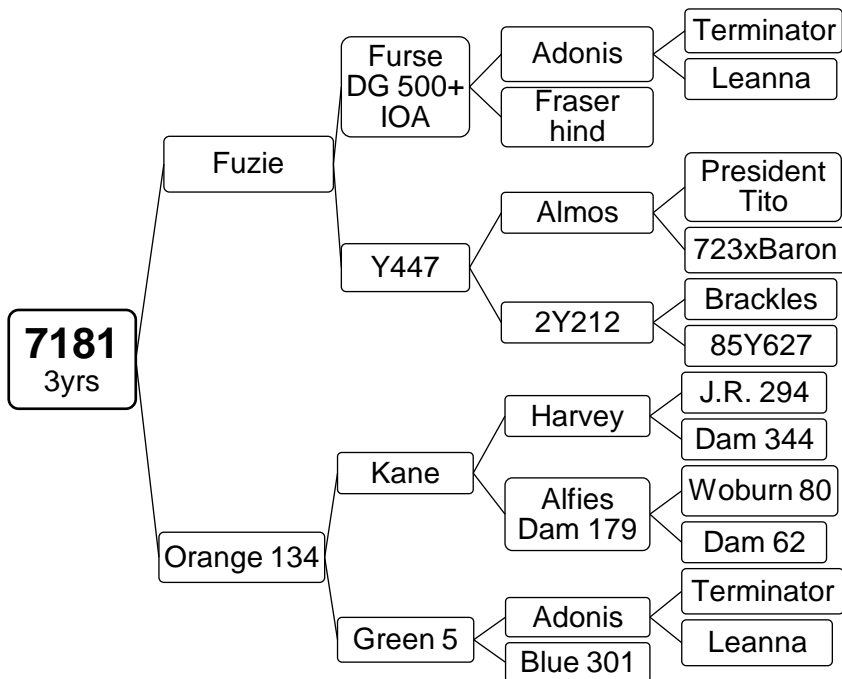 Terminator
Furse
DG 500+
IOA
Adonis
Leanna
Fraser
hind
Fuzie
President
Tito
Almos
723xBaron
Y447
Brackles
2Y212
85Y627
7181
3yrs
J.R. 294
Harvey
Dam 344
Kane
Woburn 80
Alfies
Dam 179
Dam 62
Orange 134
Terminator
Adonis
Leanna
Green 5
Blue 301